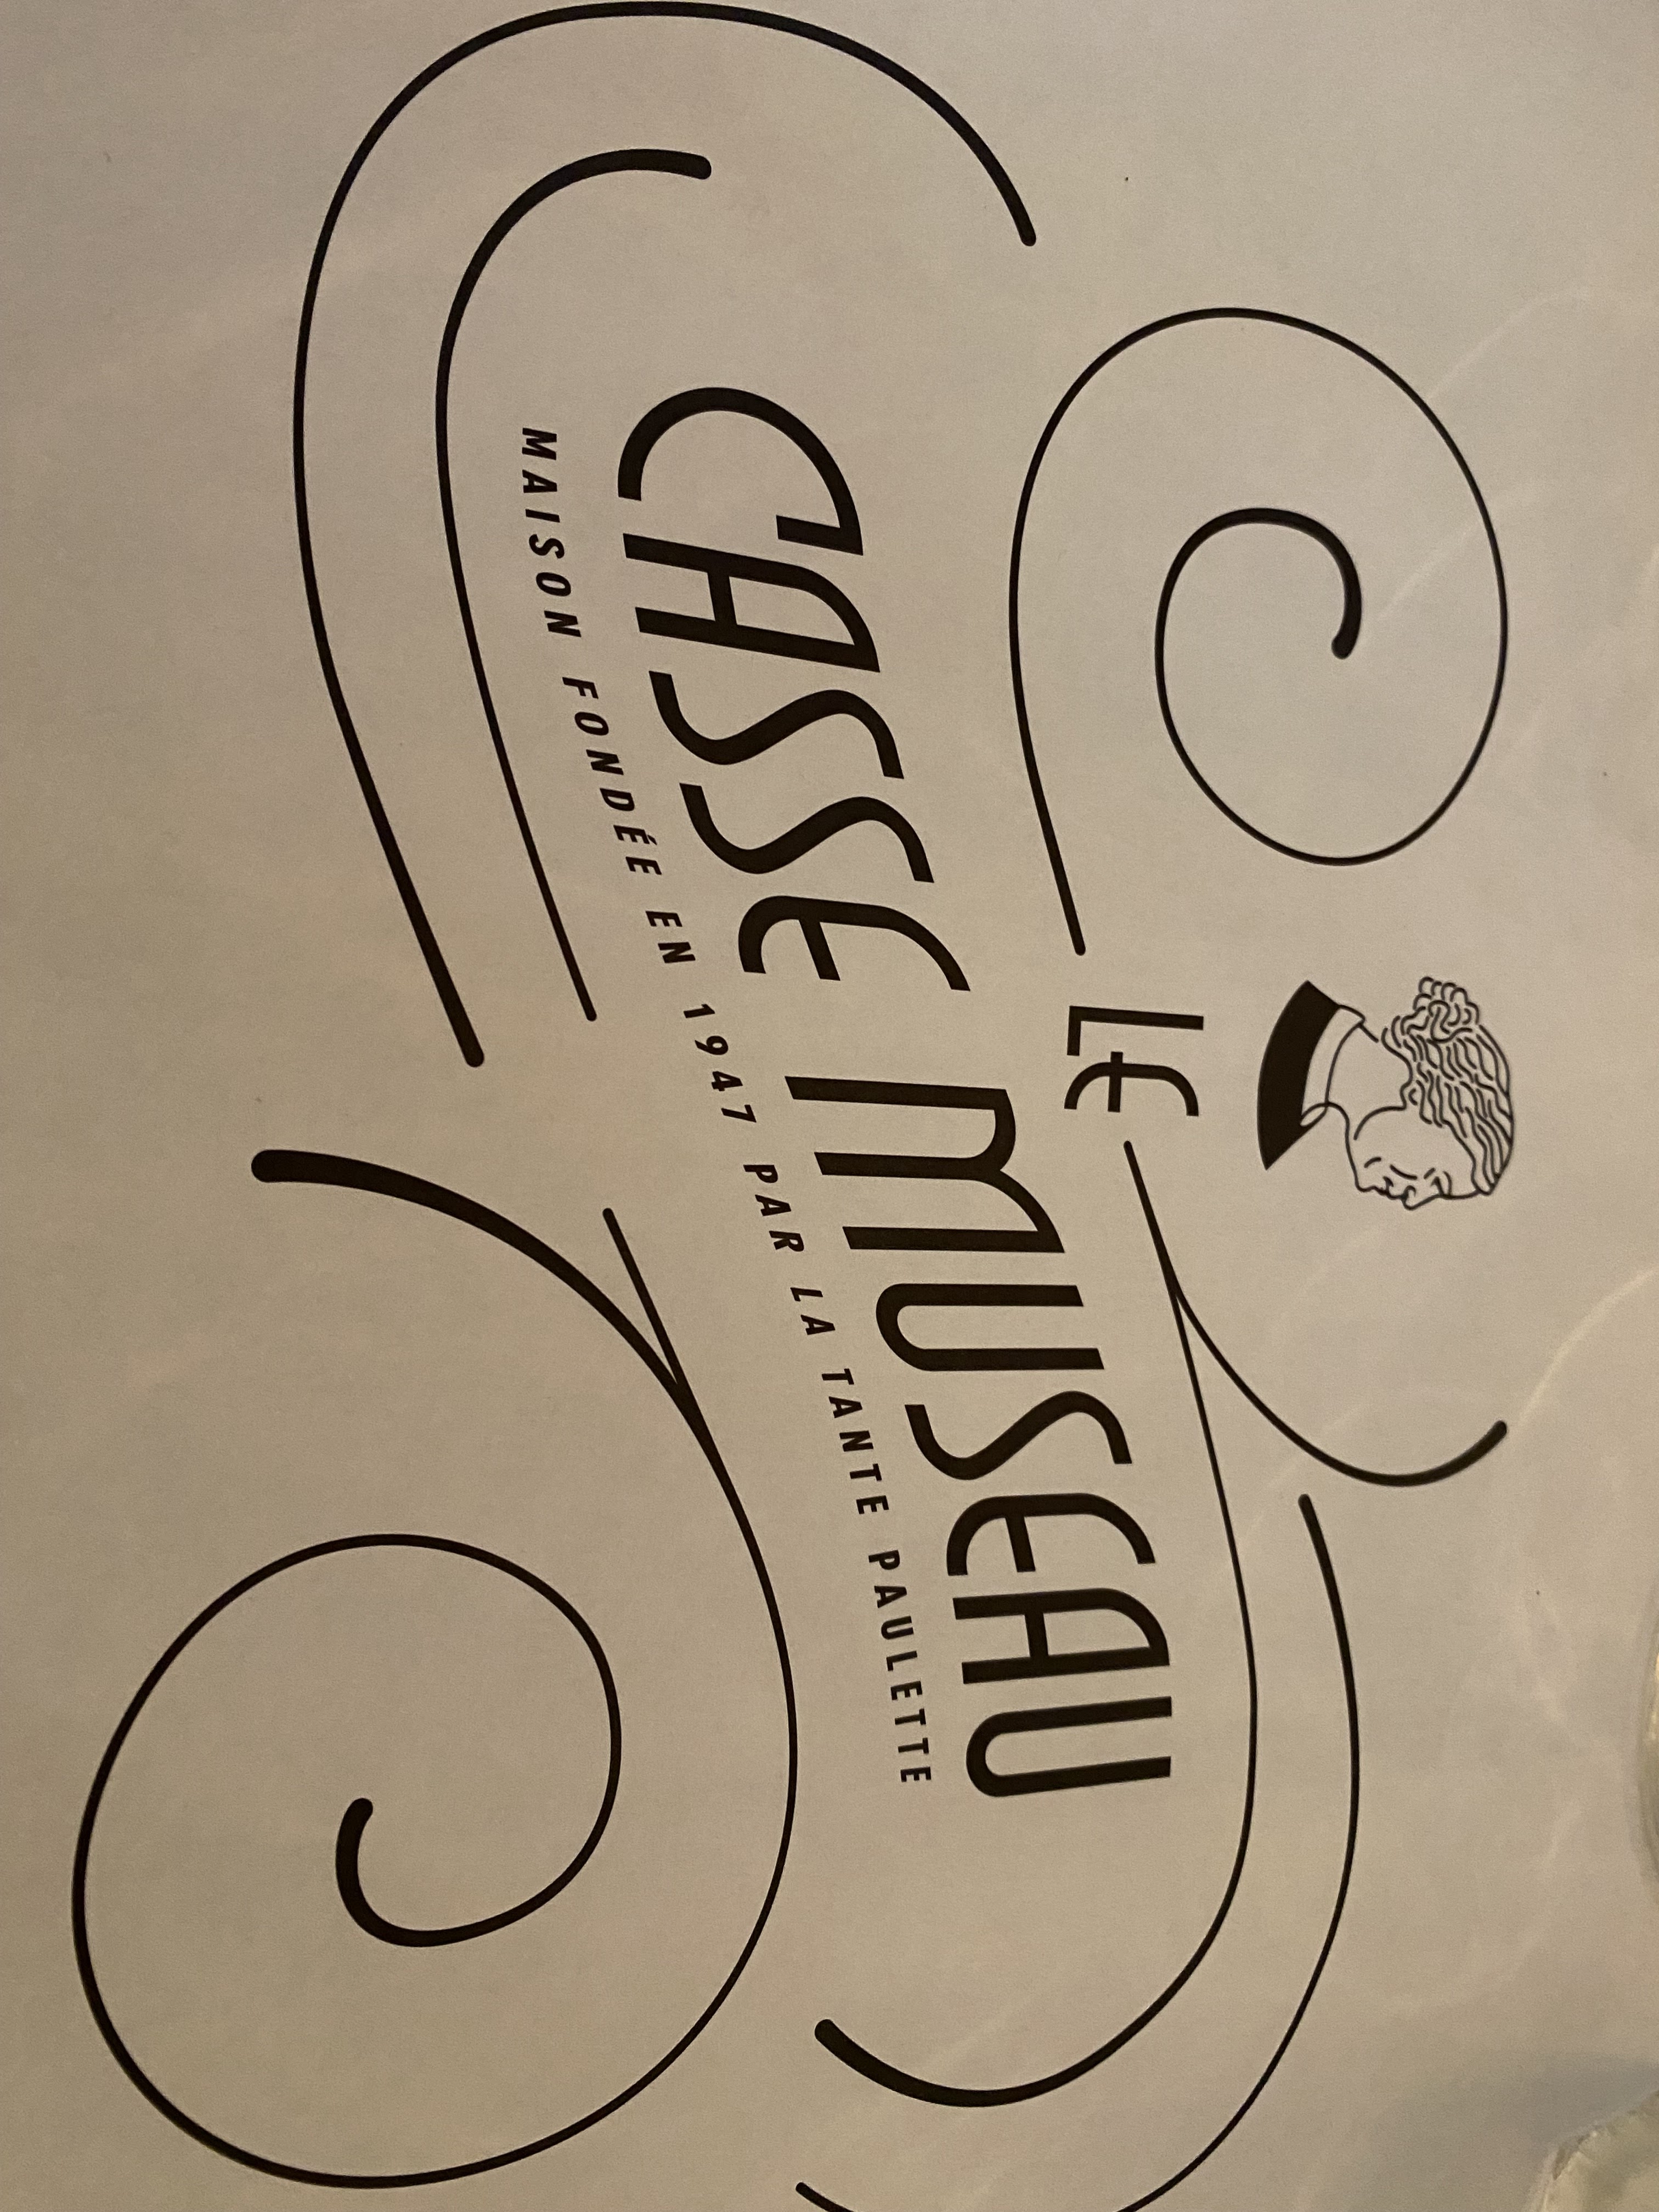 LE
CASSE MUSEAU
MAISON FONDÉE EN 1947 PAR LA TANTE PAULETTE